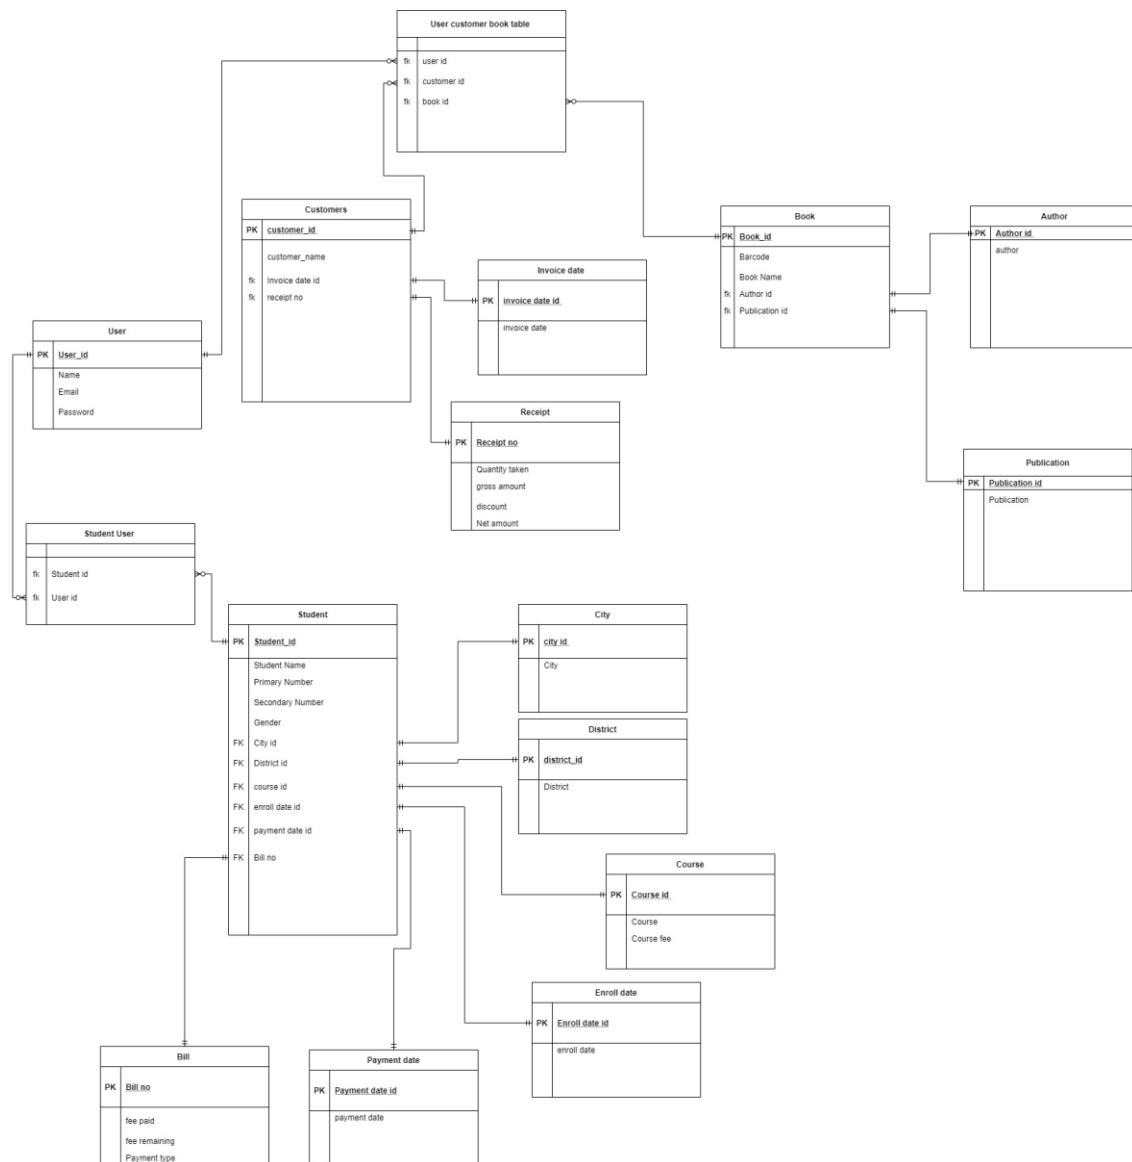 User customer book table
fk user id
fk customer id
fk book id
Customers
PK customer_id
customer_name
fk Invoice date id
fk receipt no
Invoice date
PK invoice date id
invoice date
Book
PK Book_id
Barcode
Book Name
fk Author id
fk Publication id
Author
PK Author id
author
User
PK User_id
Name
Email
Password
Receipt
PK Receipt no
Quantity taken
gross amount
discount
Net amount
Publication
PK Publication id
Publication
Student User
fk Student id
fk User id
Student
PK Student_id
Student Name
Primary Number
Secondary Number
Gender
FK City id
FK District id
FK course id
FK enroll date id
FK payment date id
FK Bill no
City
PK city id
City
District
PK district_id
District
Course
PK Course id
Course
Course fee
Enroll date
PK Enroll date id
enroll date
Bill
PK Bill no
fee paid
fee remaining
Payment type
Payment date
PK Payment date id
payment date